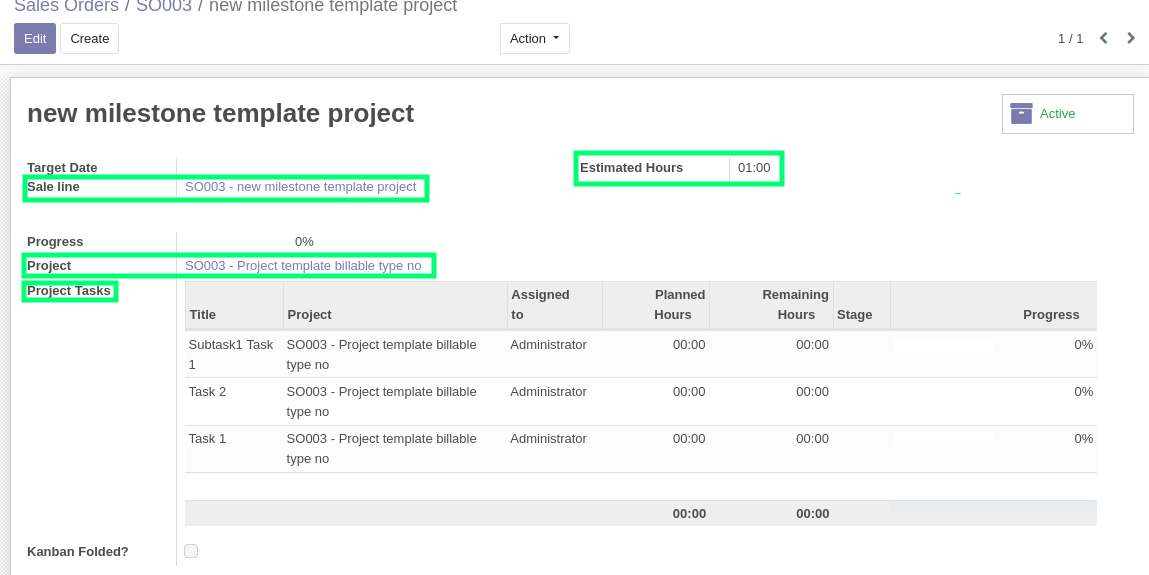 Sales Orders / SO003 / new milestone template project
Edit Create Action 1 / 1
new milestone template project
Active
Target Date
Estimated Hours 01:00
Sale line SO003 - new milestone template project
Progress 0%
Project SO003 - Project template billable type no
Project Tasks
Assigned Planned Remaining
Title Project to Hours Hours Stage Progress
Subtask1 Task SO003 - Project template billable Administrator 00:00 00:00 0%
1 type no
Task 2 SO003 - Project template billable Administrator 00:00 00:00 0%
type no
Task 1 SO003 - Project template billable Administrator 00:00 00:00 0%
type no
00:00 00:00
Kanban Folded?